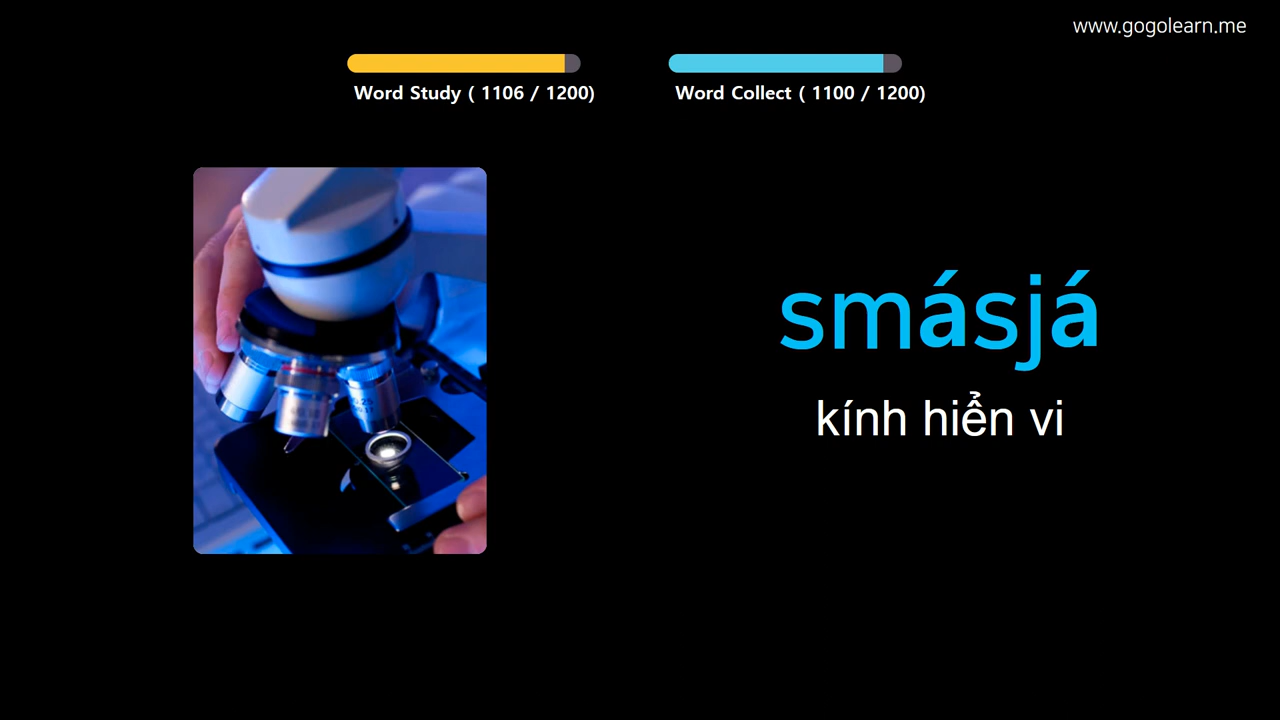 www.gogolearn.me
Word Study ( 1106 / 1200)
Word Collect ( 1100 / 1200)
smásjá
kính hiển vi